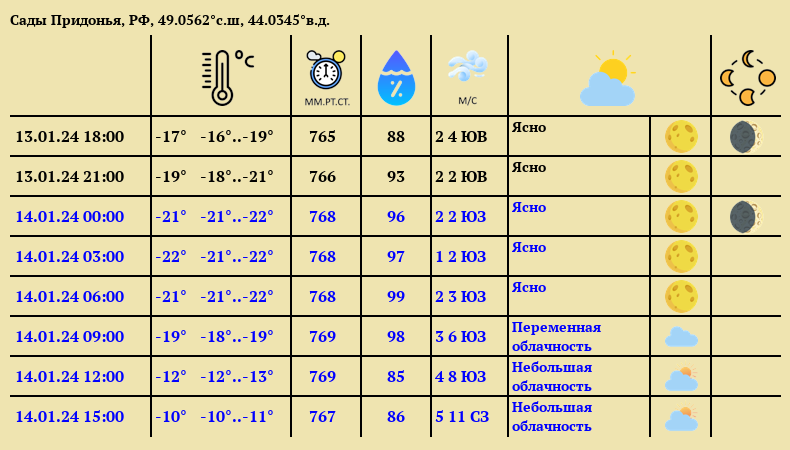 Сады Придонья, РФ, 49.0562°с.ш, 44.0345°в.д.
°c
%
ММ.РТ.СТ.
М/С
13.01.24 18:00 -17° -16°..-19° 765 88 2 4 ЮВ Ясно
13.01.24 21:00 -19° -18°..-21° 766 93 2 2 ЮВ Ясно
14.01.24 00:00 -21° -21°..-22° 768 96 2 2 ЮЗ Ясно
14.01.24 03:00 -22° -21°..-22° 768 97 1 2 ЮЗ Ясно
14.01.24 06:00 -21° -21°..-22° 768 99 2 3 ЮЗ Ясно
14.01.24 09:00 -19° -18°..-19° 769 98 3 6 ЮЗ Переменная
облачность
14.01.24 12:00 -12° -12°..-13° 769 85 4 8 ЮЗ Небольшая
облачность
14.01.24 15:00 -10° -10°..-11° 767 86 5 11 СЗ Небольшая
облачность